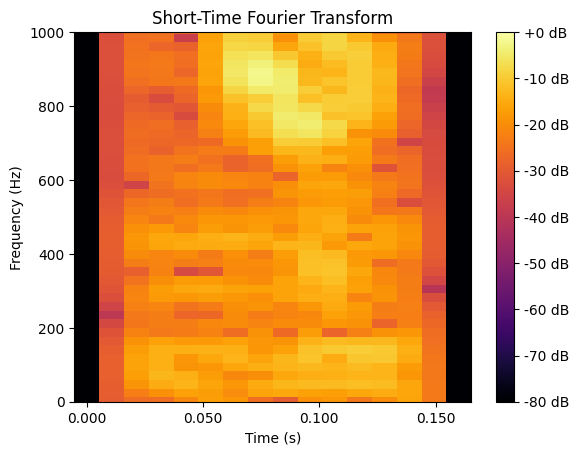 Short-Time Fourier Transform
1000
800
600
400
200
0
Frequency (Hz)
0.000
0.050
0.100
0.150
Time (s)
+0 dB
-10 dB
-20 dB
-30 dB
-40 dB
-50 dB
-60 dB
-70 dB
-80 dB